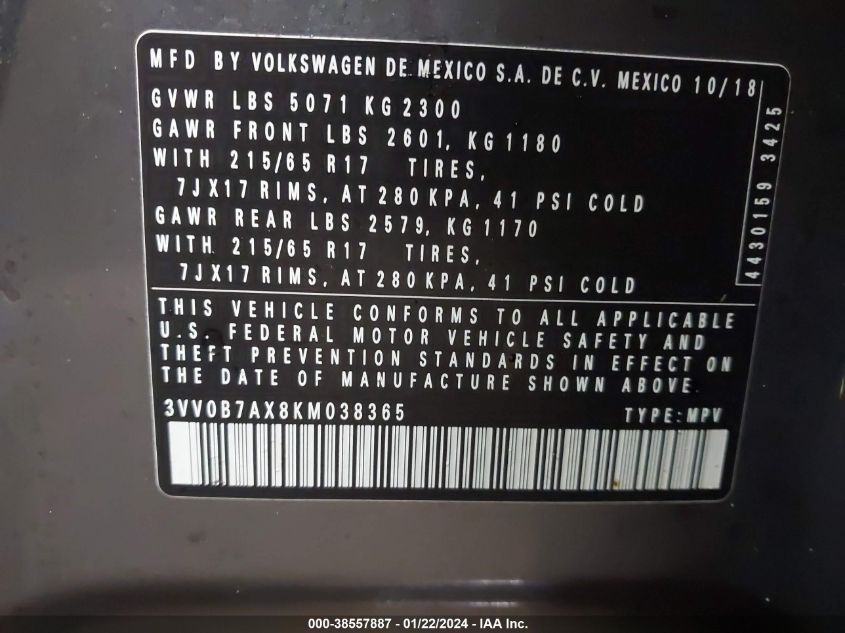 MFD BY VOLKSWAGEN DE MEXICO S.A. DE C.V. MEXICO 10/18
GVWR LBS 5071 KG 2300
GAWR FRONT LBS 2601, KG 1180
WITH 215/65 R17 TIRES,
7JX17 RIMS, AT 280 KPA, 41 PSI COLD
GAWR REAR LBS 2579, KG 1170
WITH 215/65 R17 TIRES,
7JX17 RIMS, AT 280 KPA, 41 PSI COLD
4430159 3425
THIS VEHICLE CONFORMS TO ALL APPLICABLE
U.S. FEDERAL MOTOR VEHICLE SAFETY AND
THEFT PREVENTION STANDARDS IN EFFECT ON
THE DATE OF MANUFACTURE SHOWN ABOVE.
3VV0B7AX8KM038365 TYPE: MPV
000-38557887 - 01/22/2024 - IAA Inc.